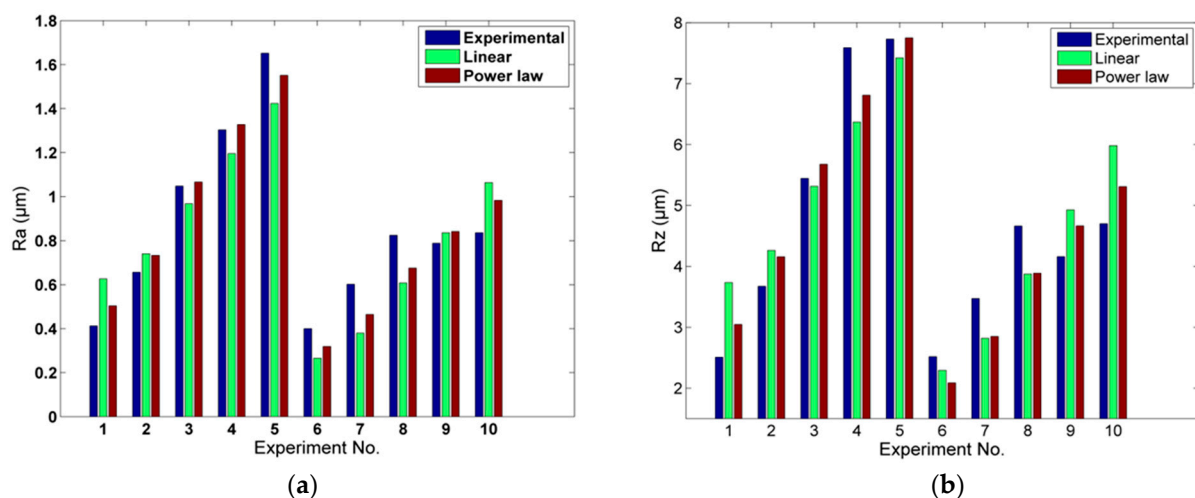 1.8
1.6
1.4
1.2
1
0.8
0.6
0.4
0.2
0
Ra (μm)
Experimental
Linear
Power law
1 2 3 4 5 6 7 8 9 10
Experiment No.
(a)
8
7
6
5
4
3
2
Rz (μm)
Experimental
Linear
Power law
1 2 3 4 5 6 7 8 9 10
Experiment No.
(b)